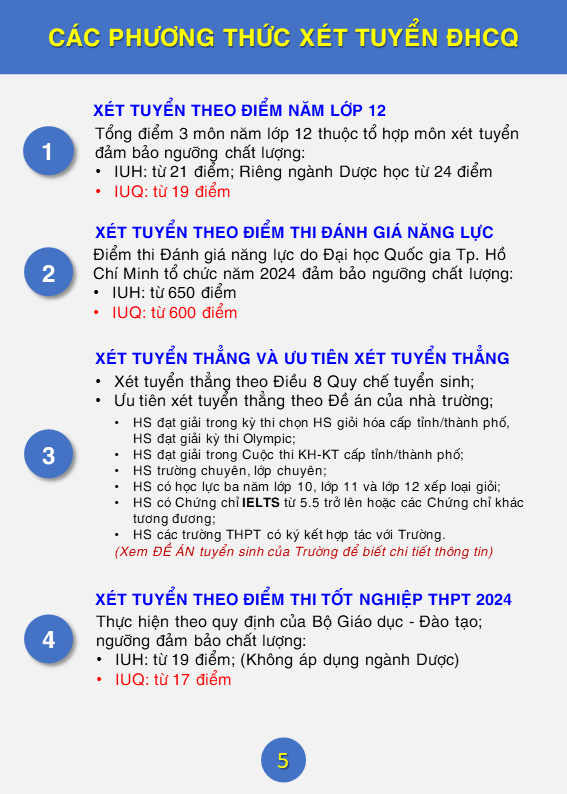 CÁC PHƯƠNG THỨC XÉT TUYỂN ĐHCQ
XÉT TUYỂN THEO ĐIỂM NĂM LỚP 12
1
Tổng điểm 3 môn năm lớp 12 thuộc tổ hợp môn xét tuyển
đảm bảo ngưỡng chất lượng:
• IUH: từ 21 điểm; Riêng ngành Dược học từ 24 điểm
• IUQ: từ 19 điểm
XÉT TUYỂN THEO ĐIỂM THI ĐÁNH GIÁ NĂNG LỰC
2
Điểm thi Đánh giá năng lực do Đại học Quốc gia Tp. Hồ
Chí Minh tổ chức năm 2024 đảm bảo ngưỡng chất lượng:
• IUH: từ 650 điểm
• IUQ: từ 600 điểm
XÉT TUYỂN THẲNG VÀ ƯU TIÊN XÉT TUYỂN THẲNG
3
• Xét tuyển thẳng theo Điều 8 Quy chế tuyển sinh;
• Ưu tiên xét tuyển thẳng theo Đề án của nhà trường;
• HS đạt giải trong kỳ thi chọn HS giỏi hóa cấp tỉnh/thành phố,
HS đạt giải kỳ thi Olympic;
• HS đạt giải trong Cuộc thi KH-KT cấp tỉnh/thành phố;
• HS trường chuyên, lớp chuyên;
• HS có học lực ba năm lớp 10, lớp 11 và lớp 12 xếp loại giỏi;
• HS có Chứng chỉ IELTS từ 5.5 trở lên hoặc các Chứng chỉ khác
tương đương;
• HS các trường THPT có ký kết hợp tác với Trường.
(Xem ĐỀ ÁN tuyển sinh của Trường để biết chi tiết thông tin)
XÉT TUYỂN THEO ĐIỂM THI TỐT NGHIỆP THPT 2024
4
Thực hiện theo quy định của Bộ Giáo dục - Đào tạo;
ngưỡng đảm bảo chất lượng:
• IUH: từ 19 điểm; (Không áp dụng ngành Dược)
• IUQ: từ 17 điểm
5